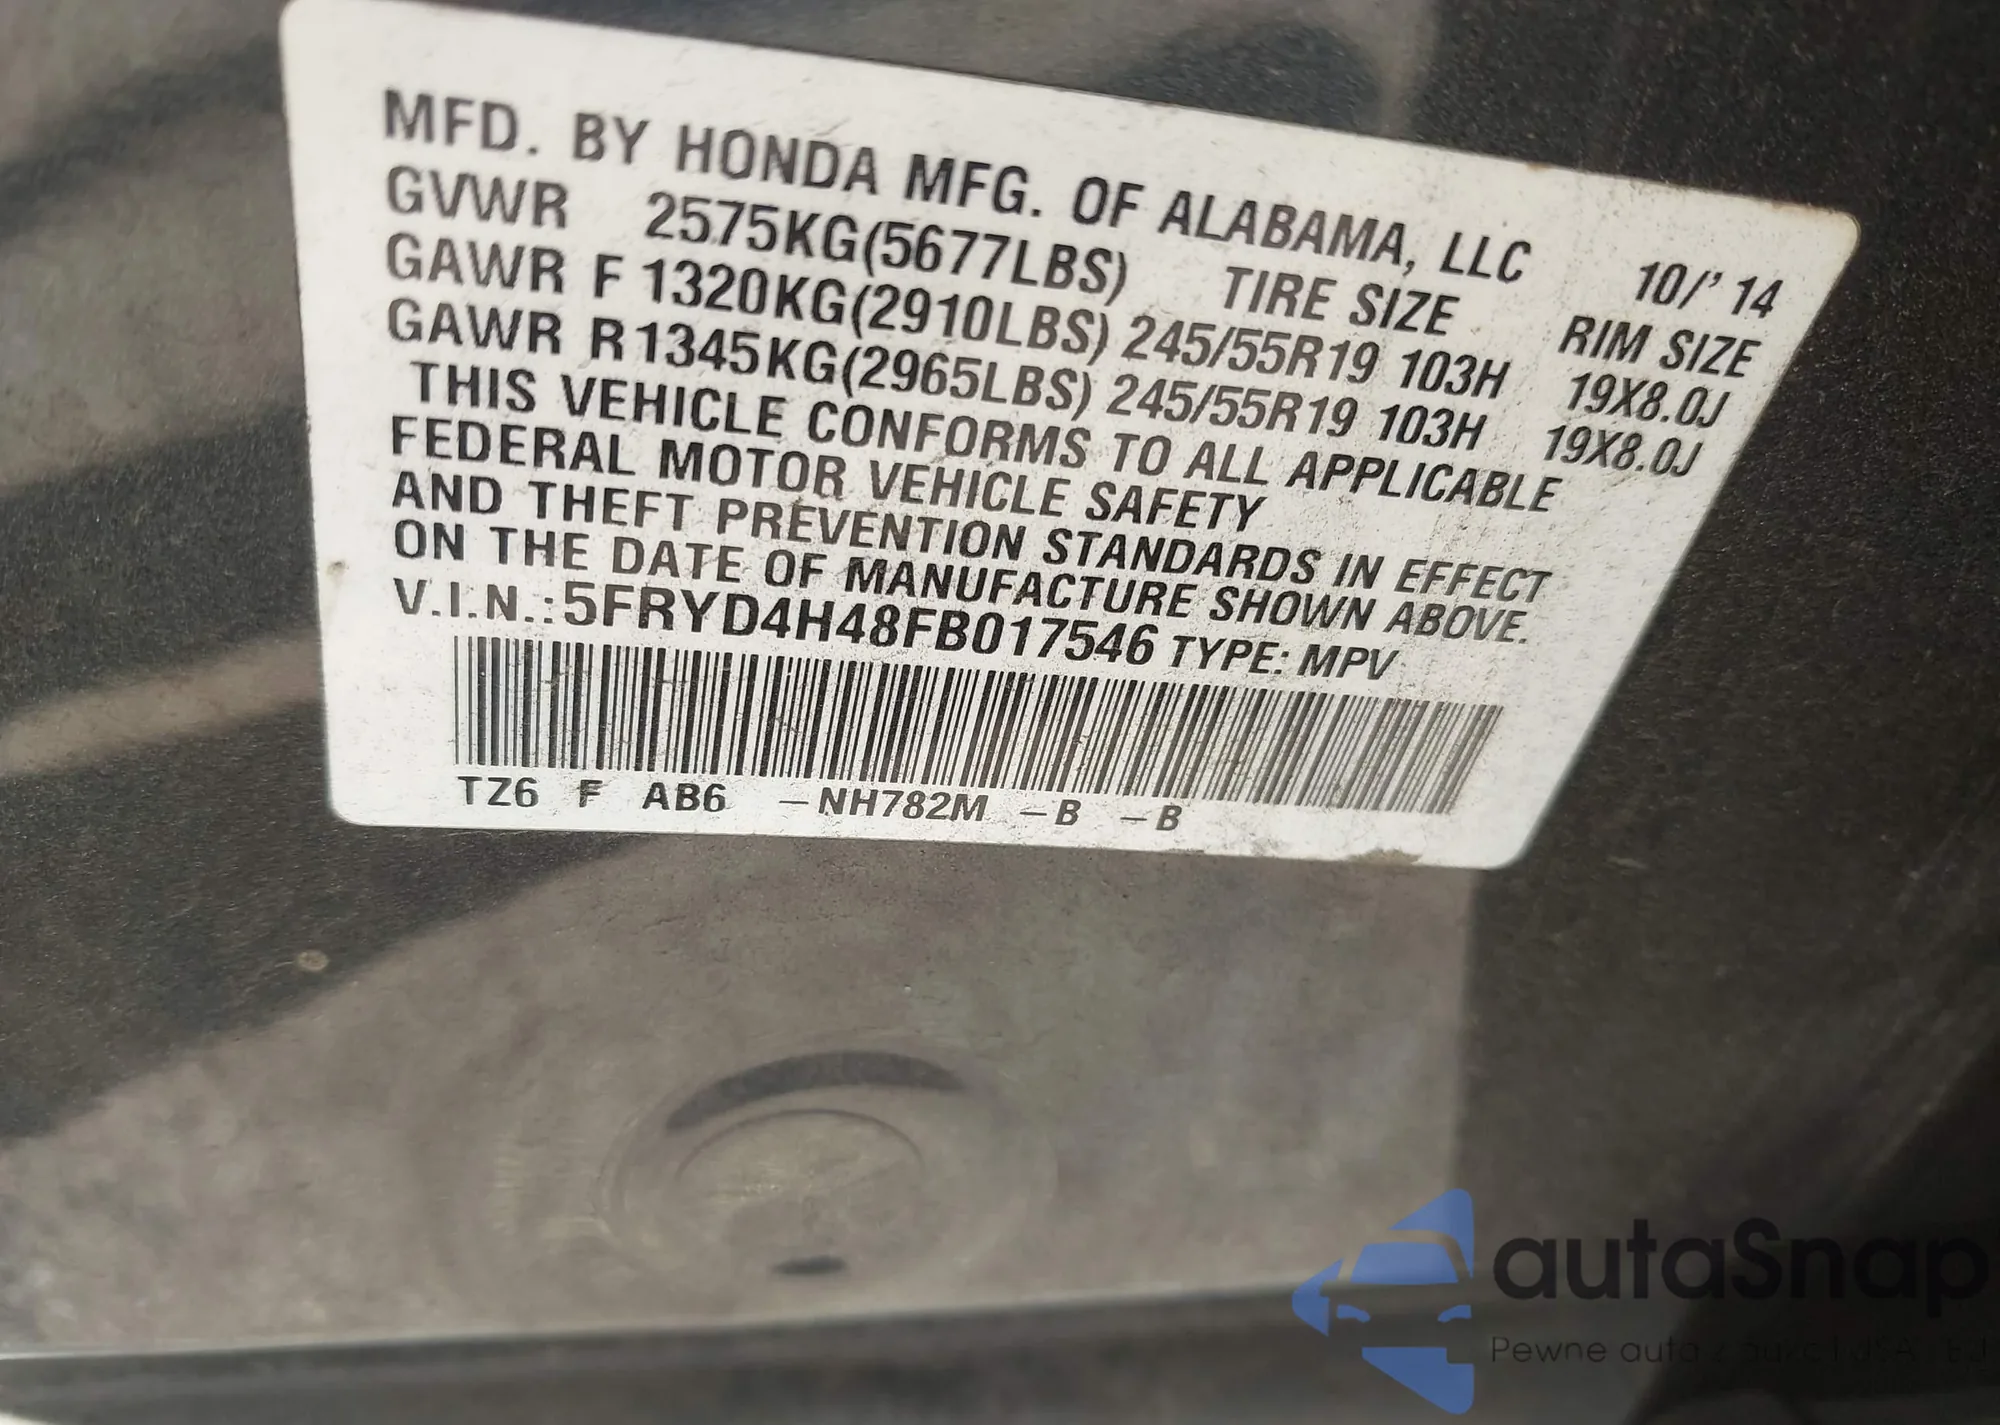 MFD. BY HONDA MFG. OF ALABAMA, LLC 10/' 14
GVWR 2575KG(5677LBS) TIRE SIZE RIM SIZE
GAWR F 1320KG(2910LBS) 245/55R19 103H 19X8.0J
GAWR R 1345KG(2965LBS) 245/55R19 103H 19X8.0J
THIS VEHICLE CONFORMS TO ALL APPLICABLE
FEDERAL MOTOR VEHICLE SAFETY
AND THEFT PREVENTION STANDARDS IN EFFECT
ON THE DATE OF MANUFACTURE SHOWN ABOVE.
V.I.N.: 5FRYD4H48FB017546 TYPE: MPV
TZ6 F AB6 –NH782M –B –B
autaSnap
Pewne auta z